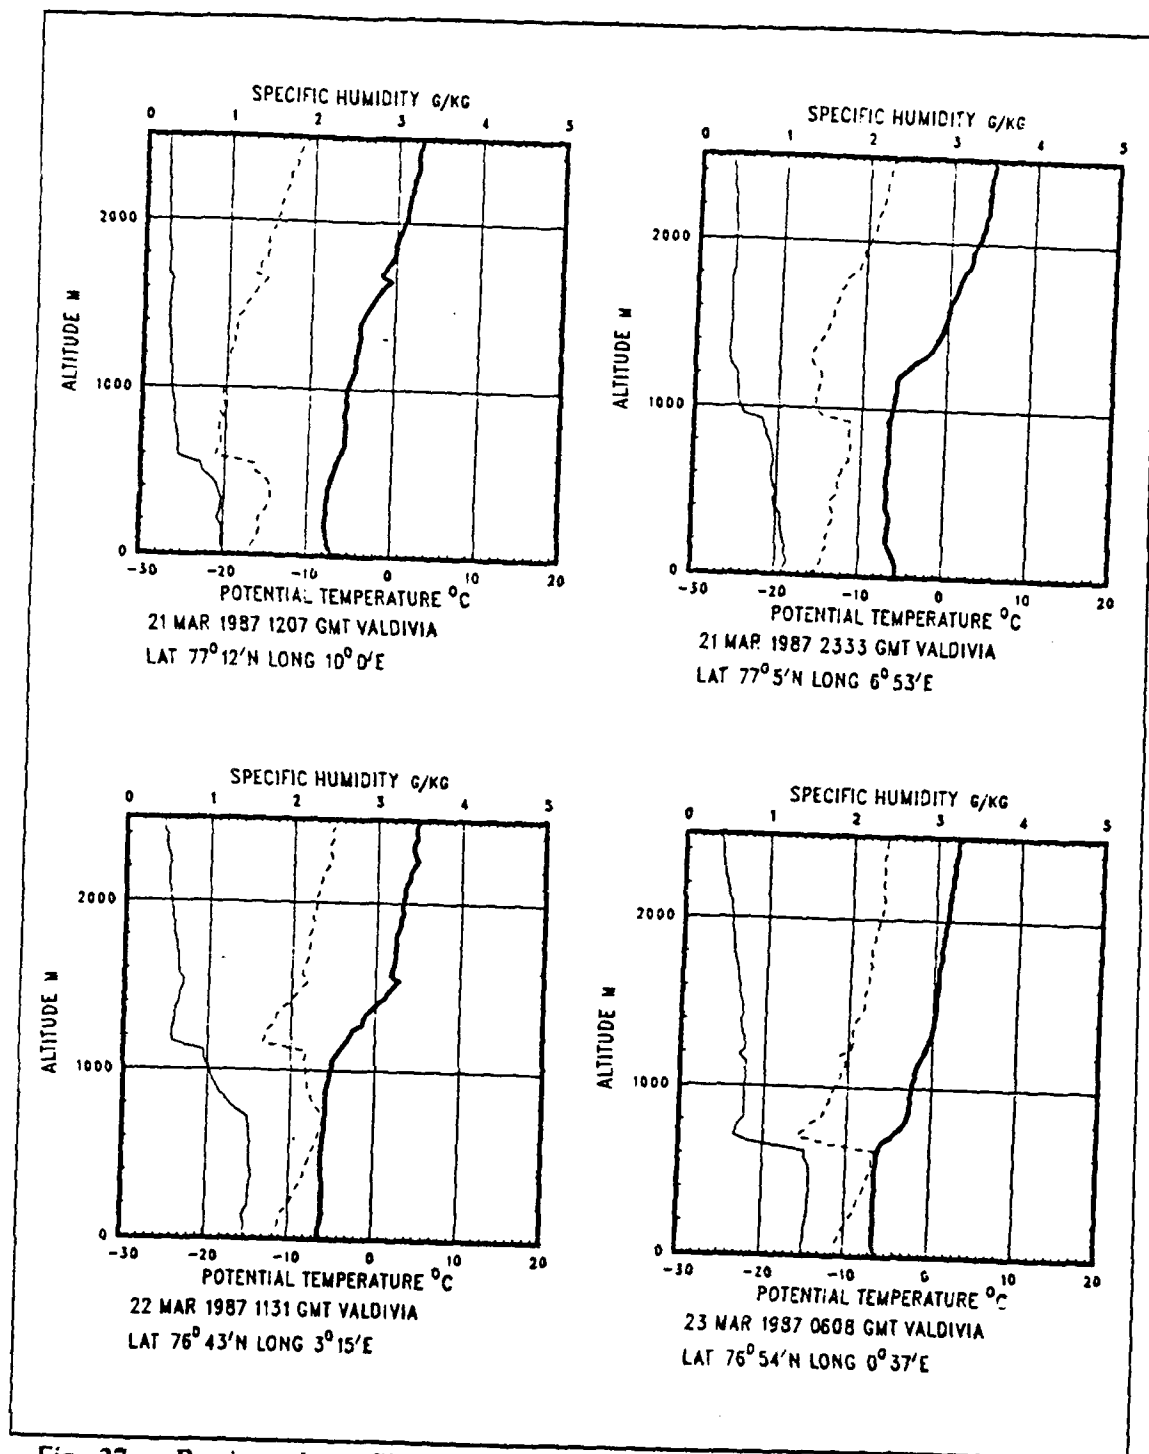 SPECIFIC HUMIDITY G/KG
0 1 2 3 4 5
2000
1000
0
ALTITUDE M
-30 -20 -10 0 10 20
POTENTIAL TEMPERATURE °C
21 MAR 1987 1207 GMT VALDIVIA
LAT 77° 12'N LONG 10° 0'E
SPECIFIC HUMIDITY G/KG
0 1 2 3 4 5
2000
1000
0
ALTITUDE M
-30 -20 -10 0 10 20
POTENTIAL TEMPERATURE °C
21 MAR 1987 2333 GMT VALDIVIA
LAT 77° 5'N LONG 6° 53'E
SPECIFIC HUMIDITY G/KG
0 1 2 3 4 5
2000
1000
0
ALTITUDE M
-30 -20 -10 0 10 20
POTENTIAL TEMPERATURE °C
22 MAR 1987 1131 GMT VALDIVIA
LAT 76° 43'N LONG 3° 15'E
SPECIFIC HUMIDITY G/KG
0 1 2 3 4 5
2000
1000
0
ALTITUDE M
-30 -20 -10 0 10 20
POTENTIAL TEMPERATURE °C
23 MAR 1987 0608 GMT VALDIVIA
LAT 76° 54'N LONG 0° 37'E